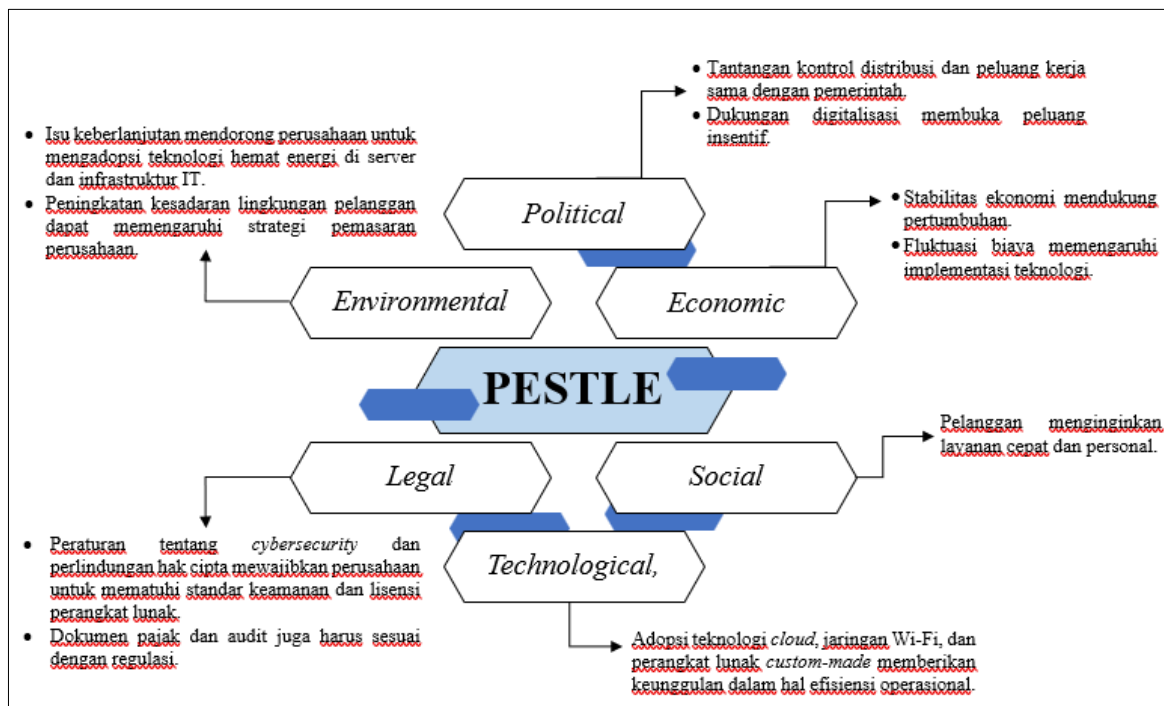 • Tantangan kontrol distribusi dan peluang kerja
sama dengan pemerintah.
• Dukungan digitalisasi membuka peluang
insentif.
• Isu keberlanjutan mendorong perusahaan untuk
mengadopsi teknologi hemat energi di server
dan infrastruktur IT.
• Peningkatan kesadaran lingkungan pelanggan
dapat memengaruhi strategi pemasaran
perusahaan.
Political
• Stabilitas ekonomi mendukung
pertumbuhan.
• Fluktuasi biaya memengaruhi
implementasi teknologi.
Environmental
Economic
PESTLE
Pelanggan menginginkan
layanan cepat dan personal.
Legal
Social
• Peraturan tentang cybersecurity dan
perlindungan hak cipta mewajibkan perusahaan
untuk mematuhi standar keamanan dan lisensi
perangkat lunak.
• Dokumen pajak dan audit juga harus sesuai
dengan regulasi.
Technological,
Adopsi teknologi cloud, jaringan Wi-Fi, dan
perangkat lunak custom-made memberikan
keunggulan dalam hal efisiensi operasional.